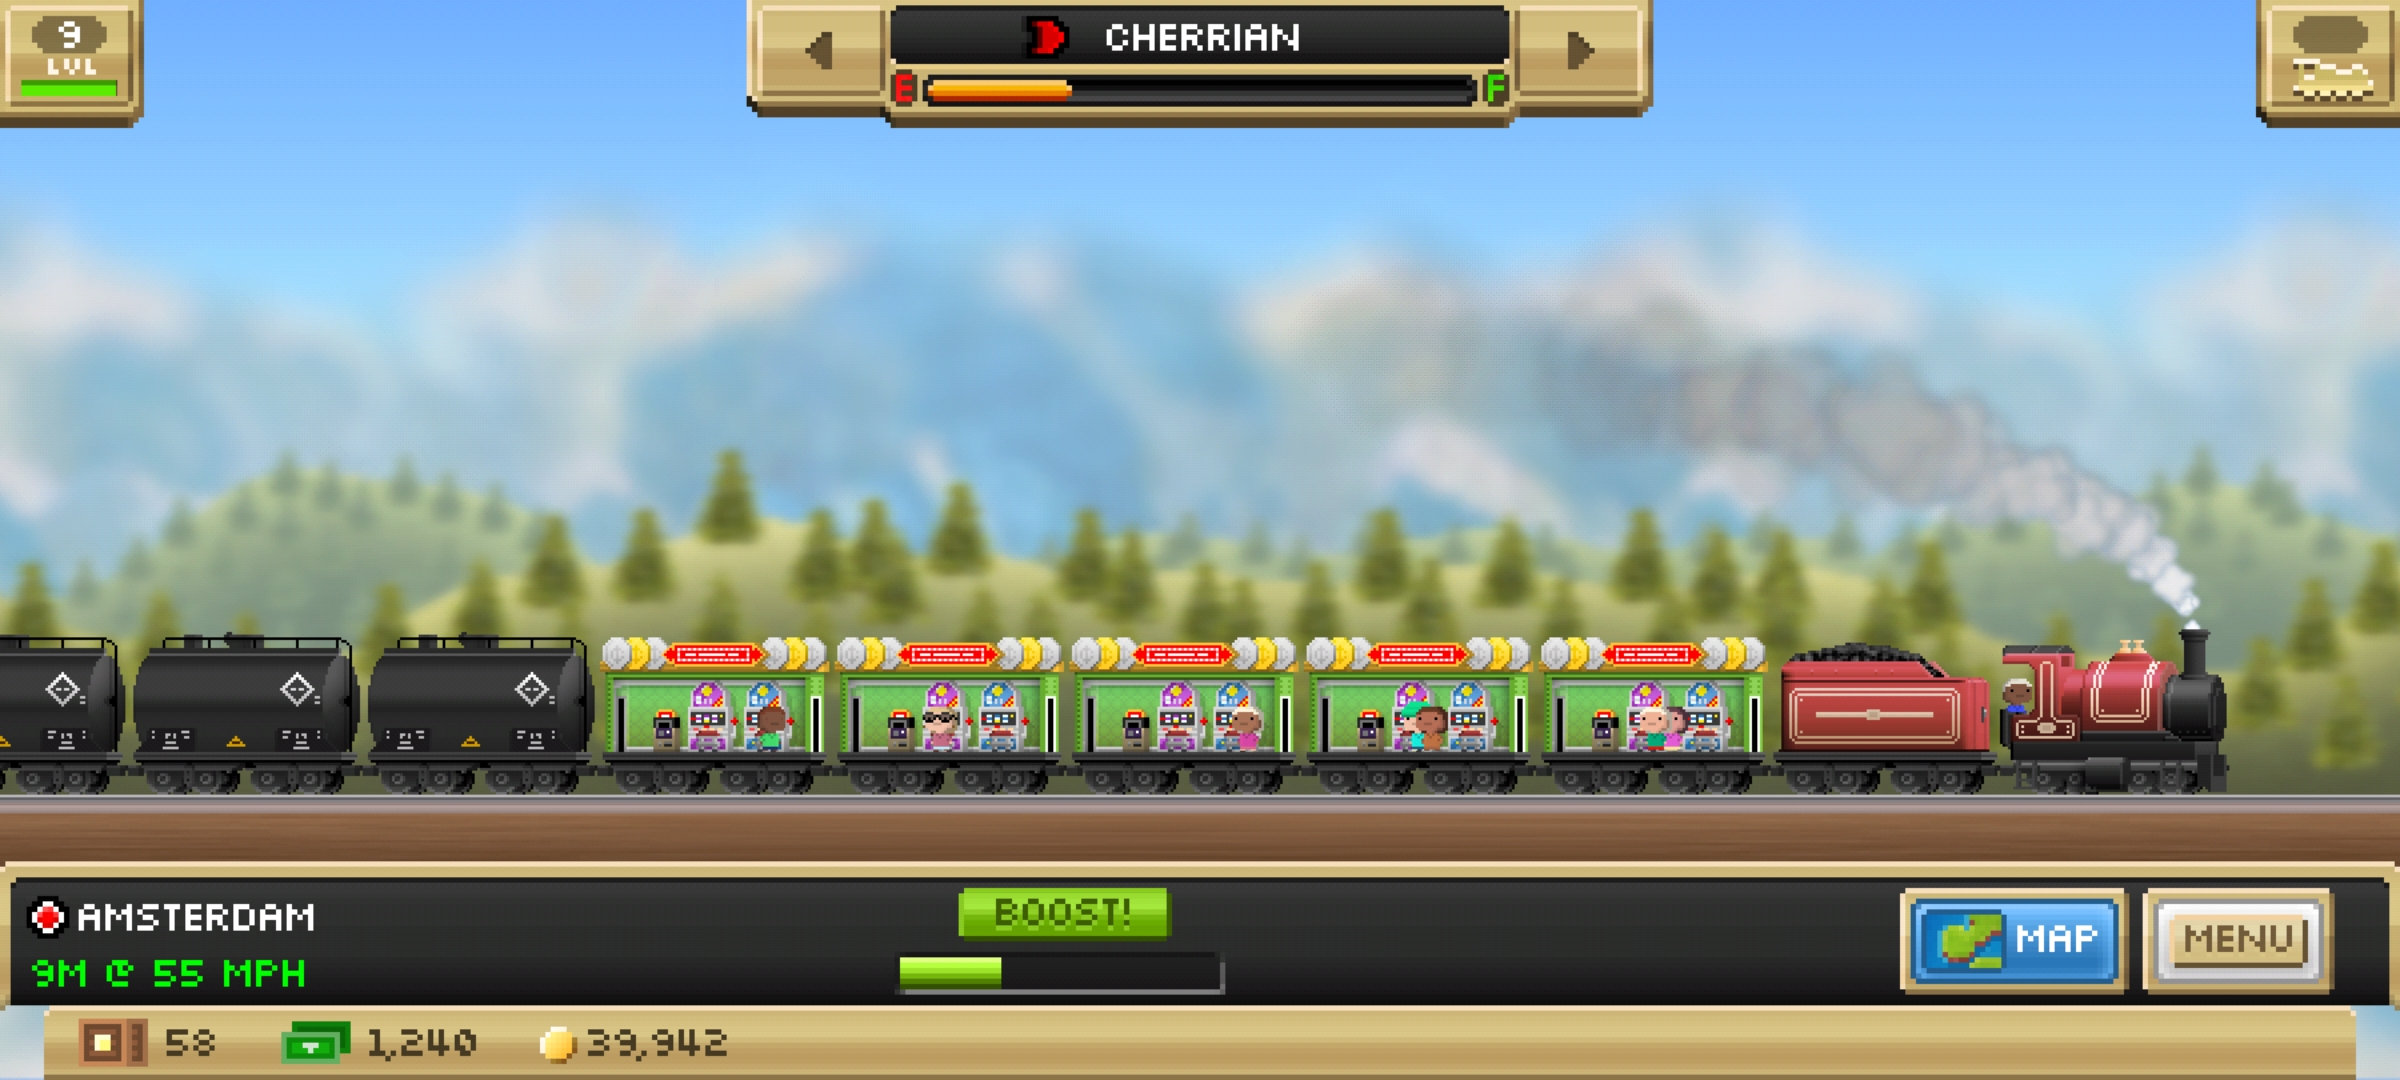 9
LVL
CHERRIAN
E
F
AMSTERDAM
9M @ 55 MPH
BOOST!
MAP
MENU
58
1,240
39,942